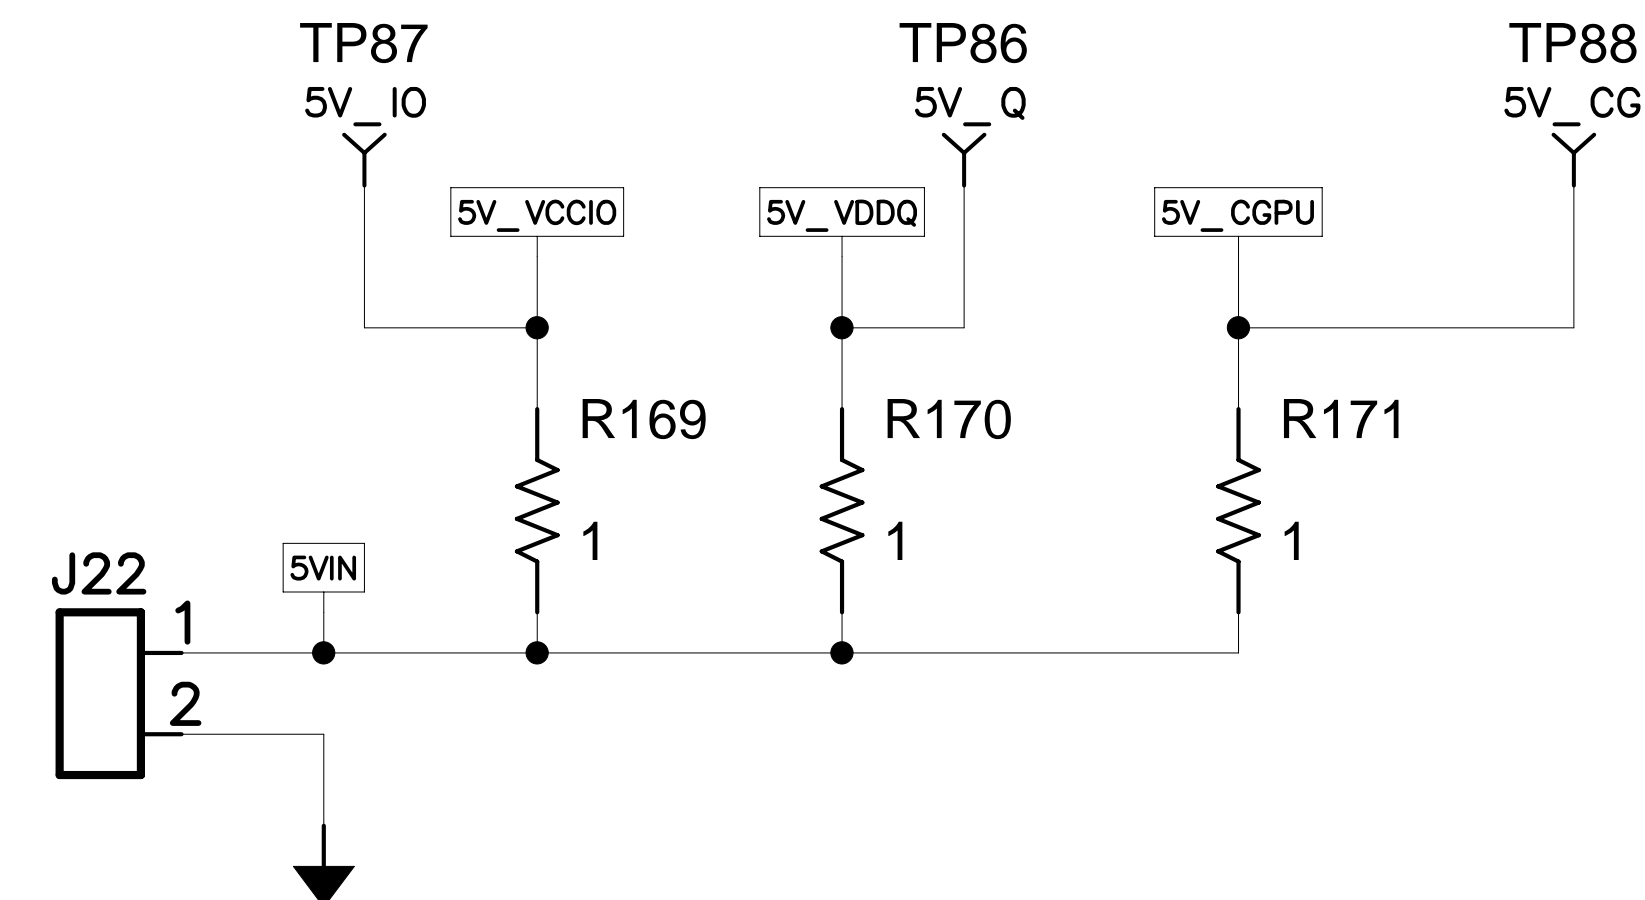 TP87
5V_IO
TP86
5V_Q
TP88
5V_CG
5V_VCCIO
5V_VDDQ
5V_CGPU
R169
1
R170
1
R171
1
5VIN
J22
1
2